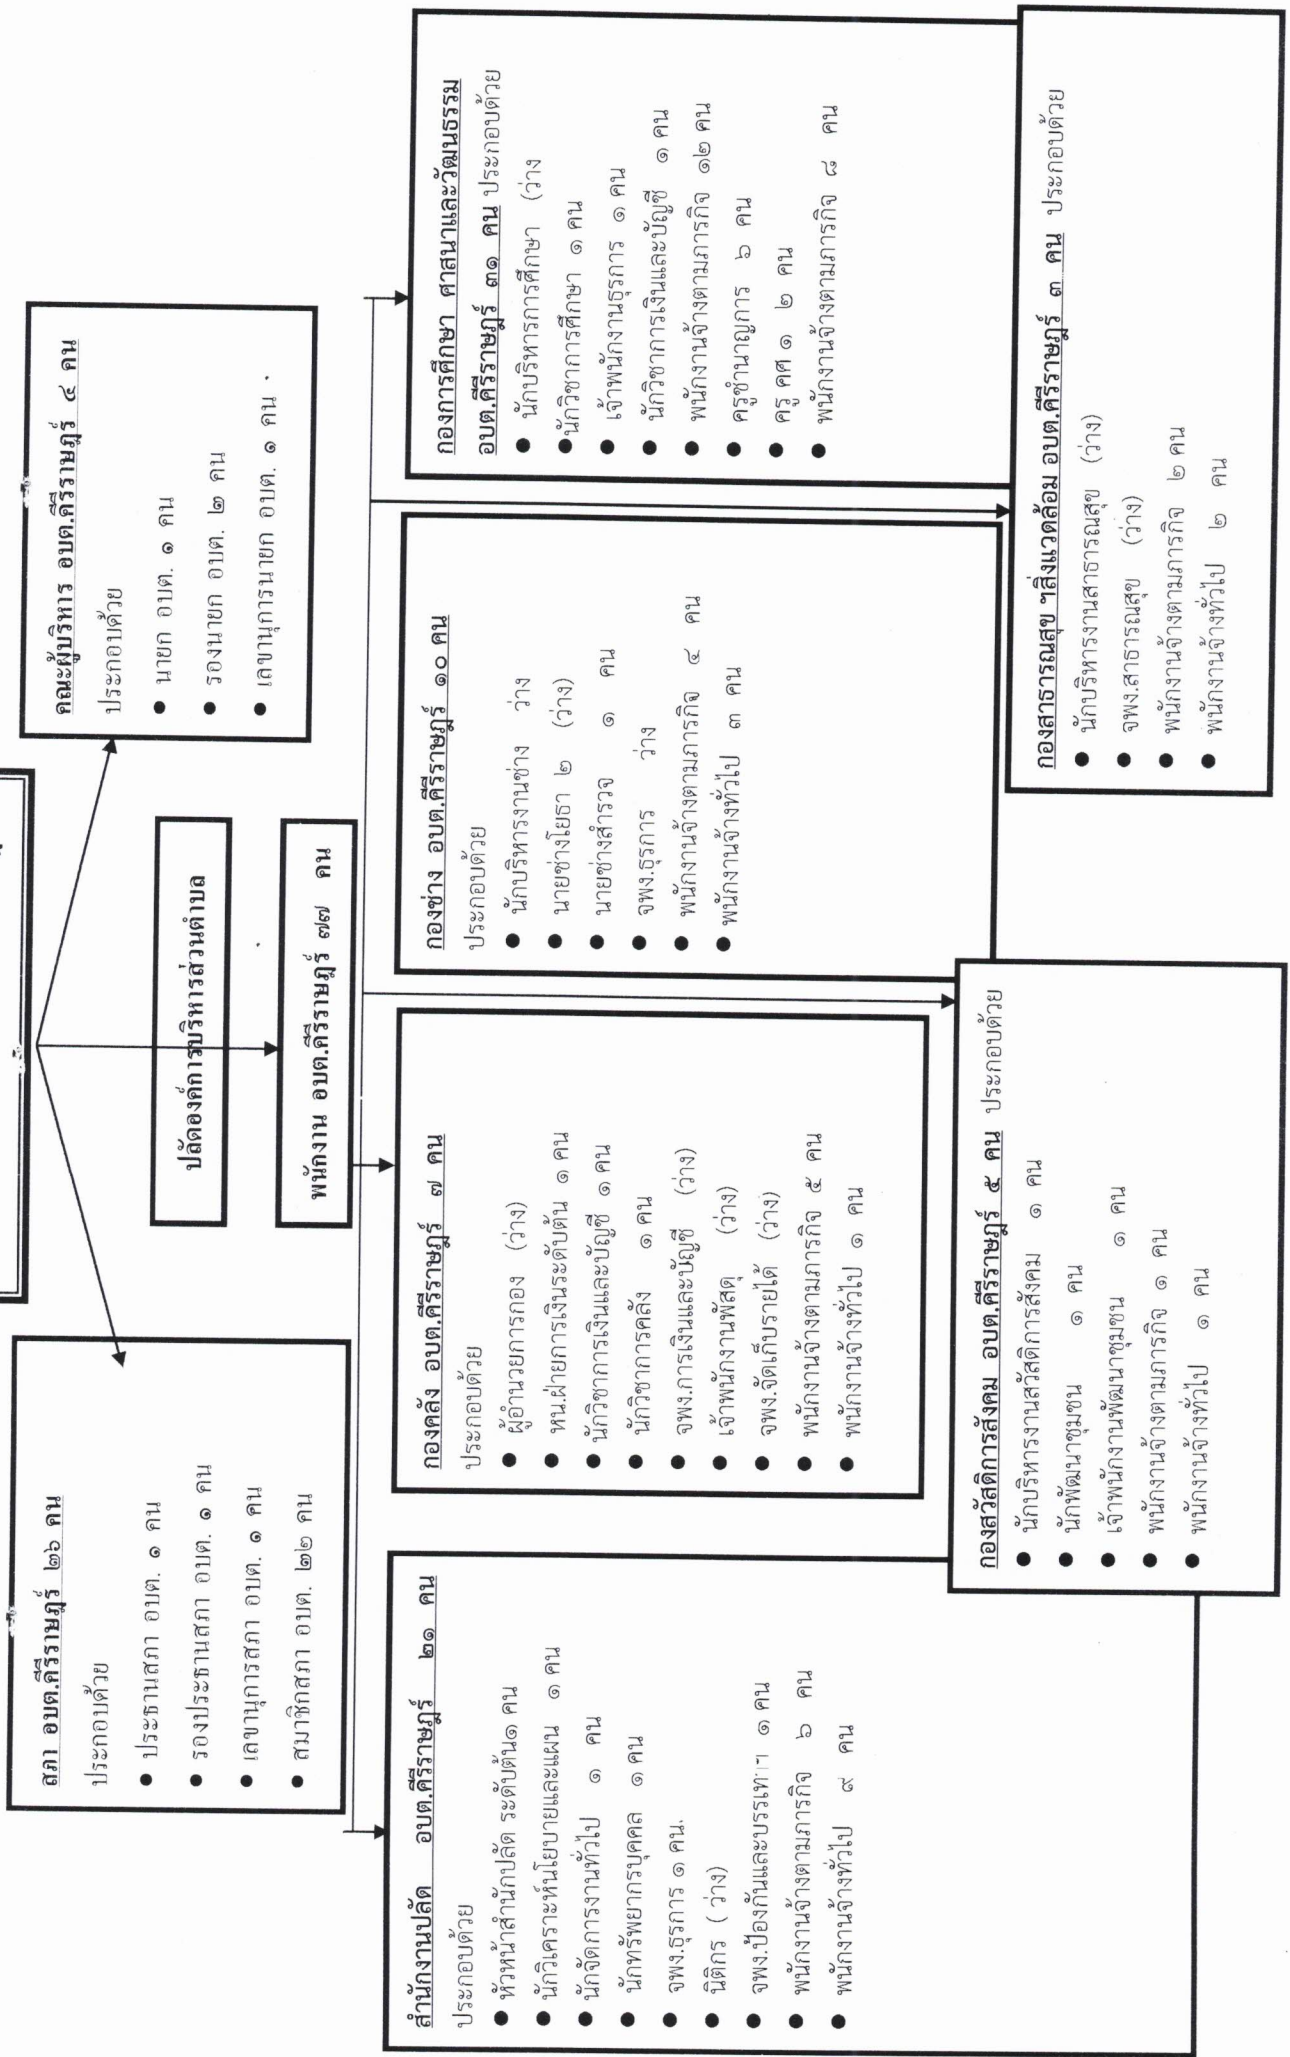 สภา อบต.คีรีราษฎร์ ๒๖ คน
ประกอบด้วย
● ประธานสภา อบต. ๑ คน
● รองประธานสภา อบต. ๑ คน
● เลขานุการสภา อบต. ๑ คน
● สมาชิกสภา อบต. ๒๒ คน
ปลัดองค์การบริหารส่วนตำบล
พนักงาน อบต.คีรีราษฎร์ ๗๗ คน
คณะผู้บริหาร อบต.คีรีราษฎร์ ๔ คน
ประกอบด้วย
● นายก อบต. ๑ คน
● รองนายก อบต. ๒ คน
● เลขานุการนายก อบต. ๑ คน .
สำนักงานปลัด อบต.คีรีราษฎร์ ๒๑ คน
ประกอบด้วย
● หัวหน้าสำนักปลัด ระดับต้น๑ คน
● นักวิเคราะห์นโยบายและแผน ๑ คน
● นักจัดการงานทั่วไป ๑ คน
● นักทรัพยากรบุคคล ๑ คน
● จพง.ธุรการ ๑ คน.
● นิติกร ( ว่าง)
● จพง.ป้องกันและบรรเทาฯ ๑ คน
● พนักงานจ้างตามภารกิจ ๖ คน
● พนักงานจ้างทั่วไป ๙ คน
กองคลัง อบต.คีรีราษฎร์ ๗ คน
ประกอบด้วย
● ผู้อำนวยการกอง (ว่าง)
● หน.ฝ่ายการเงินระดับต้น ๑ คน
● นักวิชาการเงินและบัญชี ๑ คน
● นักวิชาการคลัง ๑ คน
● จพง.การเงินและบัญชี (ว่าง)
● เจ้าพนักงานพัสดุ (ว่าง)
● จพง.จัดเก็บรายได้ (ว่าง)
● พนักงานจ้างตามภารกิจ ๕ คน
● พนักงานจ้างทั่วไป ๑ คน
กองช่าง อบต.คีรีราษฎร์ ๑๐ คน
ประกอบด้วย
● นักบริหารงานช่าง ว่าง
● นายช่างโยธา ๒ (ว่าง)
● นายช่างสำรวจ ๑ คน
● จพง.ธุรการ ว่าง
● พนักงานจ้างตามภารกิจ ๔ คน
● พนักงานจ้างทั่วไป ๓ คน
กองการศึกษา ศาสนาและวัฒนธรรม
อบต.คีรีราษฎร์ ๓๑ คน ประกอบด้วย
● นักบริหารการศึกษา (ว่าง
● นักวิชาการศึกษา ๑ คน
● เจ้าพนักงานธุรการ ๑ คน
● นักวิชาการเงินและบัญชี ๑ คน
● พนักงานจ้างตามภารกิจ ๑๒ คน
● ครูชำนาญการ ๖ คน
● ครู คศ ๑ ๒ คน
● พนักงานจ้างตามภารกิจ ๘ คน
กองสวัสดิการสังคม อบต.คีรีราษฎร์ ๕ คน ประกอบด้วย
● นักบริหารงานสวัสดิการสังคม ๑ คน
● นักพัฒนาชุมชน ๑ คน
● เจ้าพนักงานพัฒนาชุมชน ๑ คน
● พนักงานจ้างตามภารกิจ ๑ คน
● พนักงานจ้างทั่วไป ๑ คน
กองสาธารณสุข ฯสิ่งแวดล้อม อบต.คีรีราษฎร์ ๓ คน ประกอบด้วย
● นักบริหารงานสาธารณสุข (ว่าง)
● จพง.สาธารณสุข (ว่าง)
● พนักงานจ้างตามภารกิจ ๒ คน
● พนักงานจ้างทั่วไป ๒ คน